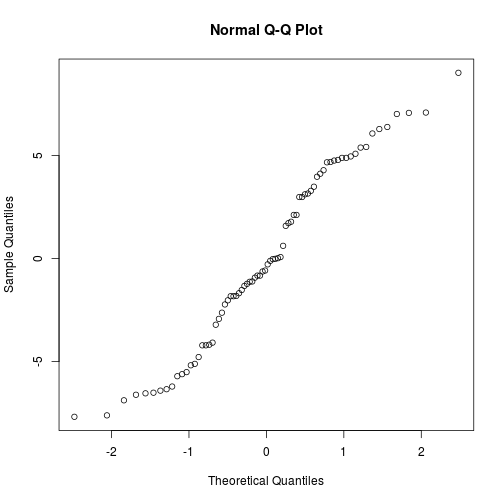 Normal Q-Q Plot
Sample Quantiles
5
0
-5
-2 -1 0 1 2
Theoretical Quantiles